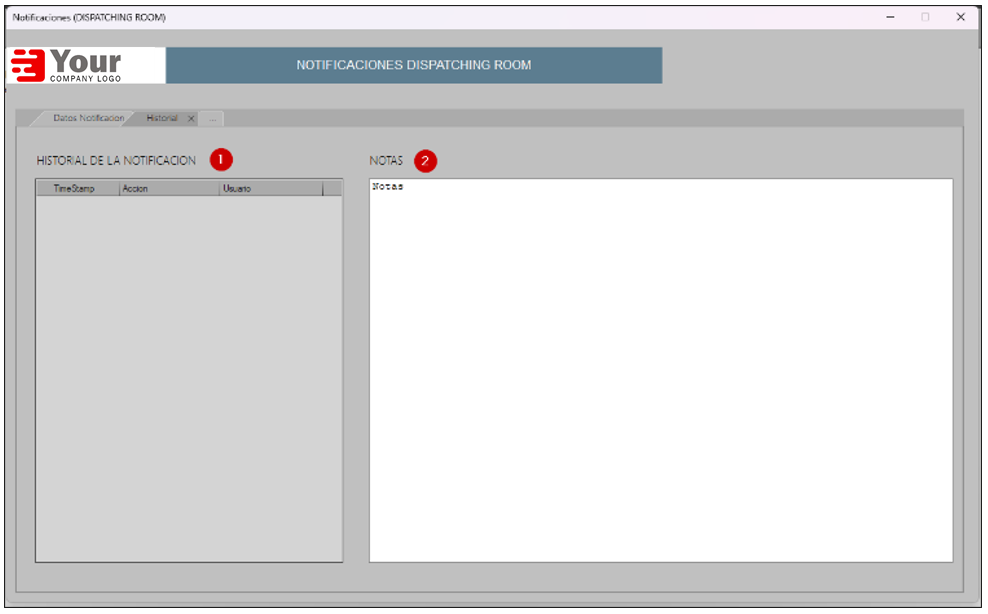 Notificaciones (DISPATCHING ROOM)
Your
COMPANY LOGO
NOTIFICACIONES DISPATCHING ROOM
Datos Notificacion
Historial
...
HISTORIAL DE LA NOTIFICACION 1
NOTAS 2
TimeStamp Accion Usuario
Notas